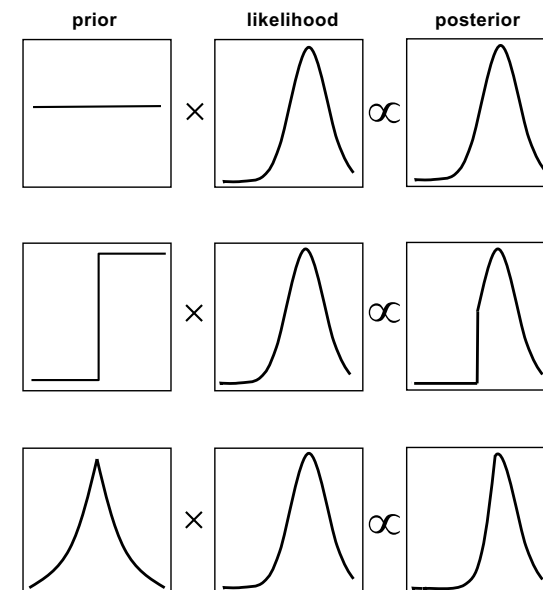 prior likelihood posterior
× ∝
× ∝
× ∝